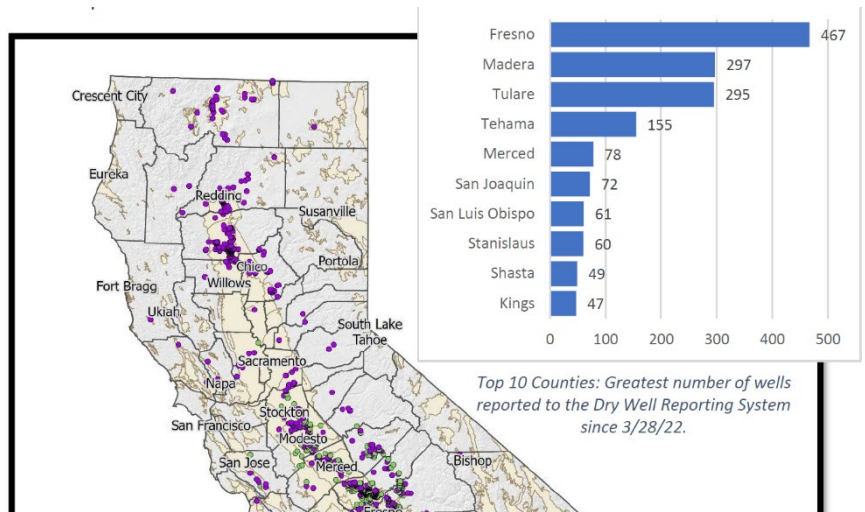 Fresno 467
Madera 297
Tulare 295
Tehama 155
Merced 78
San Joaquin 72
San Luis Obispo 61
Stanislaus 60
Shasta 49
Kings 47
0 100 200 300 400 500
Top 10 Counties: Greatest number of wells
reported to the Dry Well Reporting System
since 3/28/22.
Crescent City
Eureka
Redding
Susanville
Chico
Portola
Willows
Fort Bragg
Ukiah
South Lake
Tahoe
Sacramento
Napa
Stockton
San Francisco
Modesto
San Jose
Merced
Bishop
Fresno